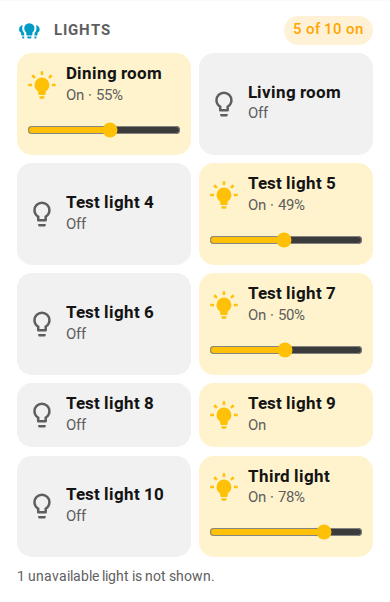 LIGHTS
5 of 10 on
Dining room
On · 55%
Living room
Off
Test light 4
Off
Test light 5
On · 49%
Test light 6
Off
Test light 7
On · 50%
Test light 8
Off
Test light 9
On
Test light 10
Off
Third light
On · 78%
1 unavailable light is not shown.